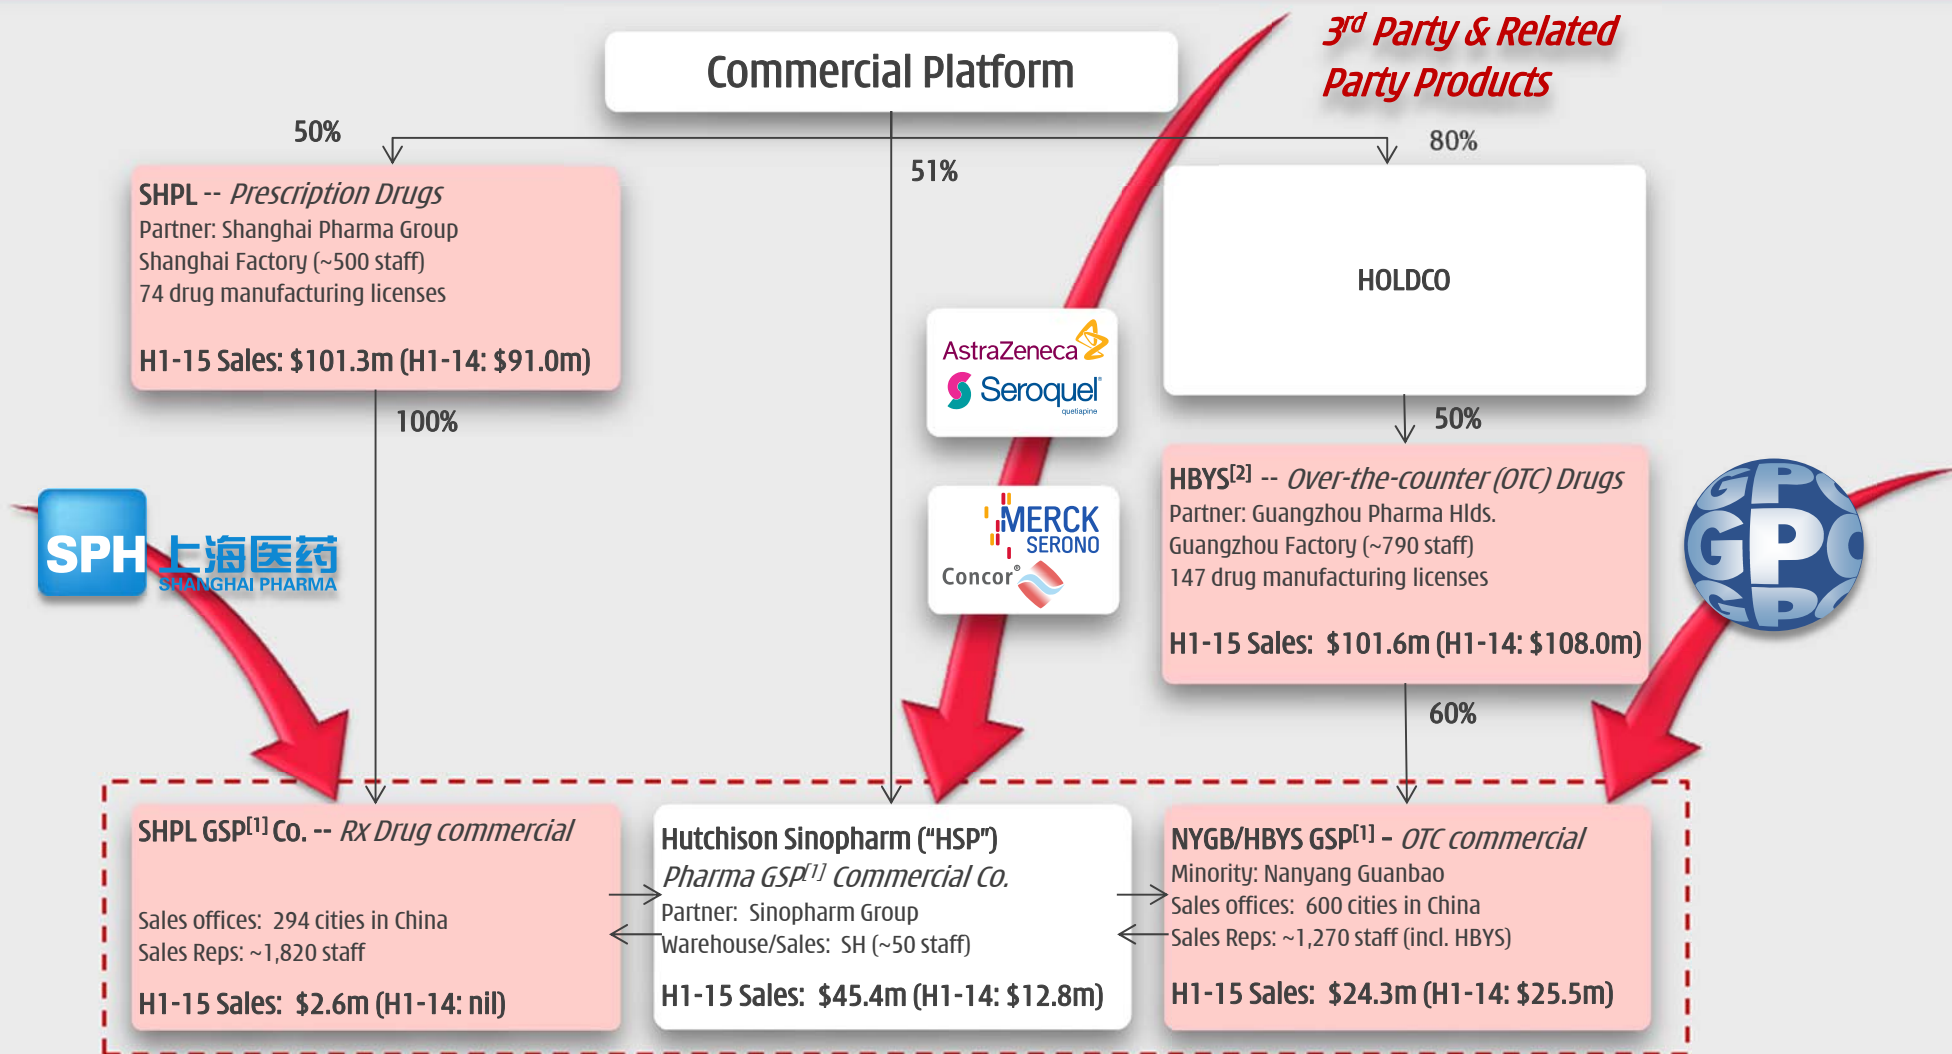 3rd Party & Related
Party Products
Commercial Platform
50%
51%
80%
SHPL -- Prescription Drugs
Partner: Shanghai Pharma Group
Shanghai Factory (~500 staff)
74 drug manufacturing licenses
H1-15 Sales: $101.3m (H1-14: $91.0m)
100%
HOLDCO
50%
AstraZeneca
Seroquel®
quetiapine
MERCK
SERONO
Concor®
HBYS[2] -- Over-the-counter (OTC) Drugs
Partner: Guangzhou Pharma Hlds.
Guangzhou Factory (~790 staff)
147 drug manufacturing licenses
H1-15 Sales: $101.6m (H1-14: $108.0m)
60%
SPH 上海医药
SHANGHAI PHARMA
GPC
GPC
GPC
SHPL GSP[1] Co. -- Rx Drug commercial
Sales offices: 294 cities in China
Sales Reps: ~1,820 staff
H1-15 Sales: $2.6m (H1-14: nil)
Hutchison Sinopharm (“HSP”)
Pharma GSP[1] Commercial Co.
Partner: Sinopharm Group
Warehouse/Sales: SH (~50 staff)
H1-15 Sales: $45.4m (H1-14: $12.8m)
NYGB/HBYS GSP[1] – OTC commercial
Minority: Nanyang Guanbao
Sales offices: 600 cities in China
Sales Reps: ~1,270 staff (incl. HBYS)
H1-15 Sales: $24.3m (H1-14: $25.5m)